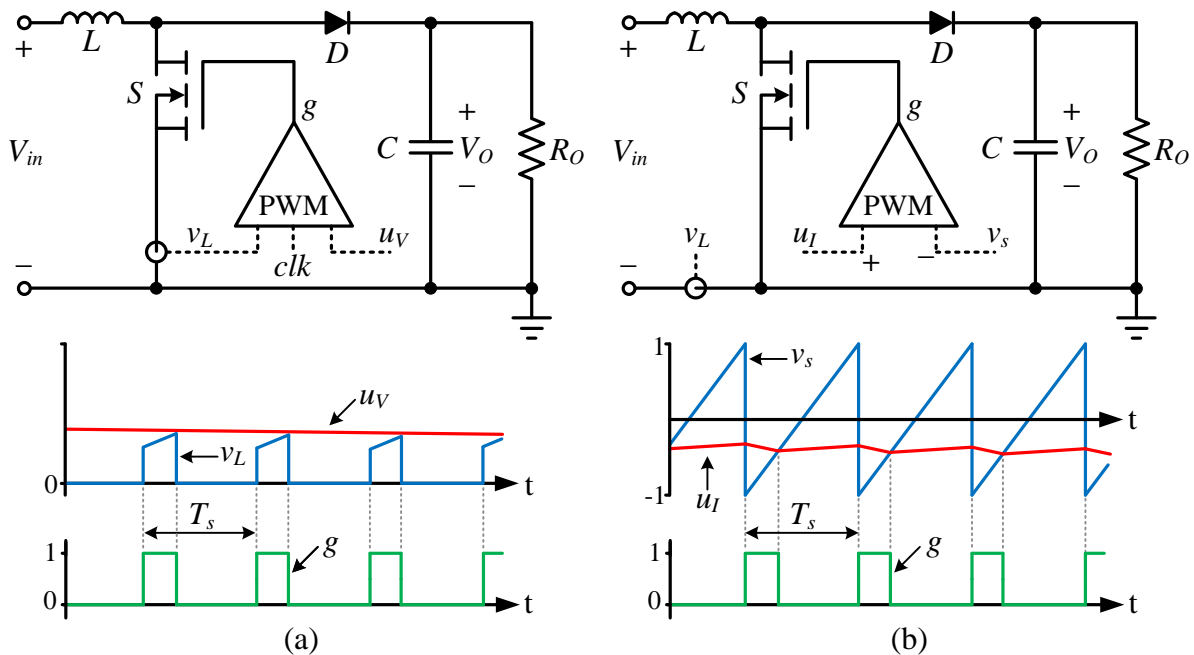 +
L
D
S
g
V_in
C
+
V_O
−
R_O
PWM
v_L
clk
u_V
−
u_V
v_L
0
t
T_s
1
g
0
t
(a)
+
L
D
S
g
V_in
C
+
V_O
−
R_O
PWM
v_L
u_I
+
−
v_s
−
1
v_s
t
-1
u_I
T_s
1
g
0
t
(b)